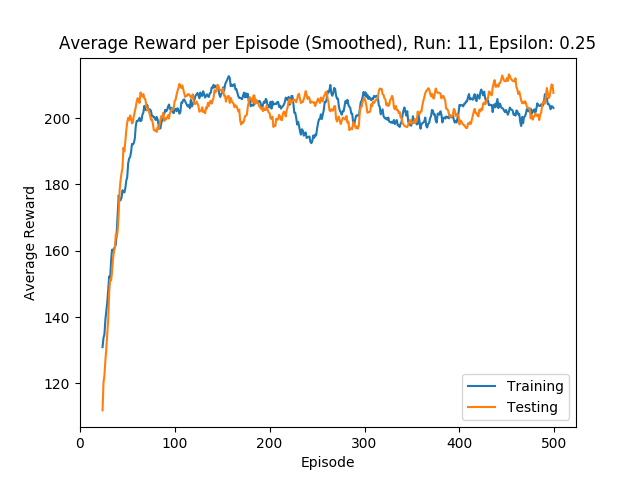 Average Reward per Episode (Smoothed), Run: 11, Epsilon: 0.25
Average Reward
200
180
160
140
120
0 100 200 300 400 500
Episode
Training
Testing